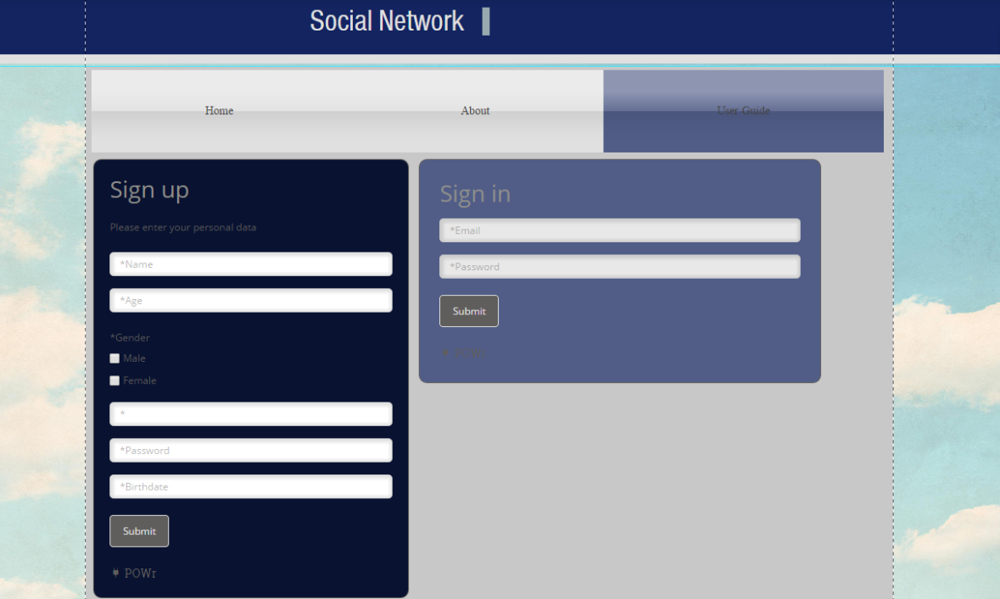 Social Network
Home
About
User Guide
Sign up
Please enter your personal data
*Name
*Age
*Gender
Male
Female
*
*Password
*Birthdate
Submit
POWr
Sign in
*Email
*Password
Submit